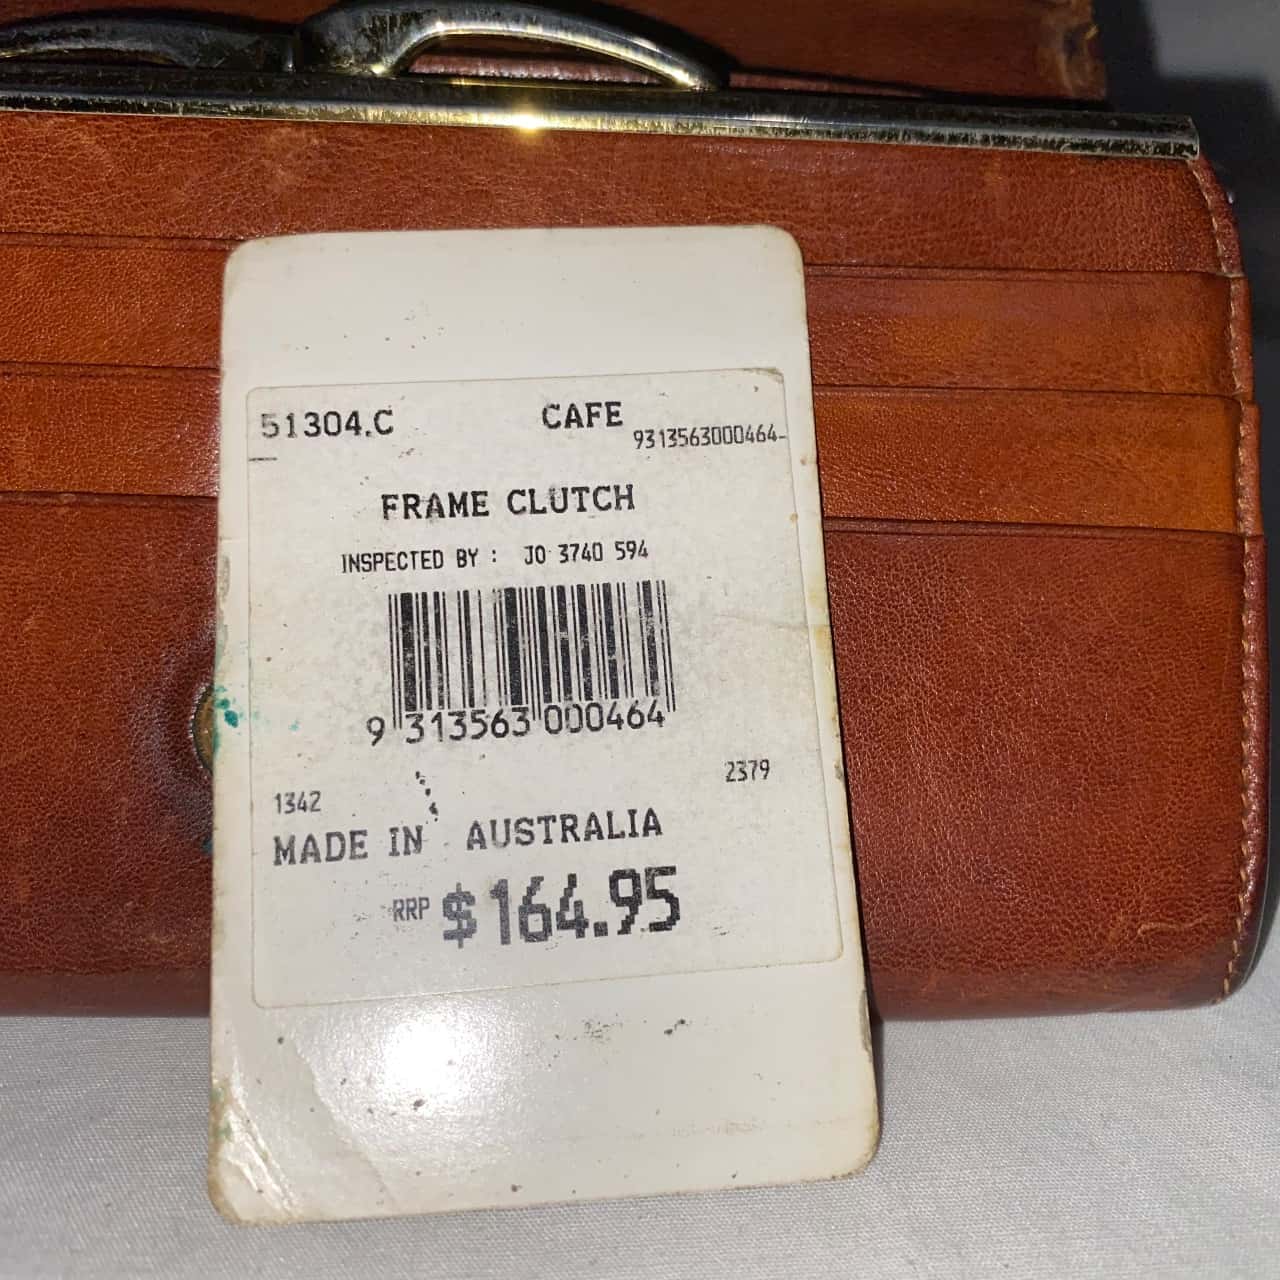 51304.C CAFE
9313563000464-
FRAME CLUTCH
INSPECTED BY : JO 3740 594
9 313563 000464
2379
1342
MADE IN AUSTRALIA
RRP $164.95